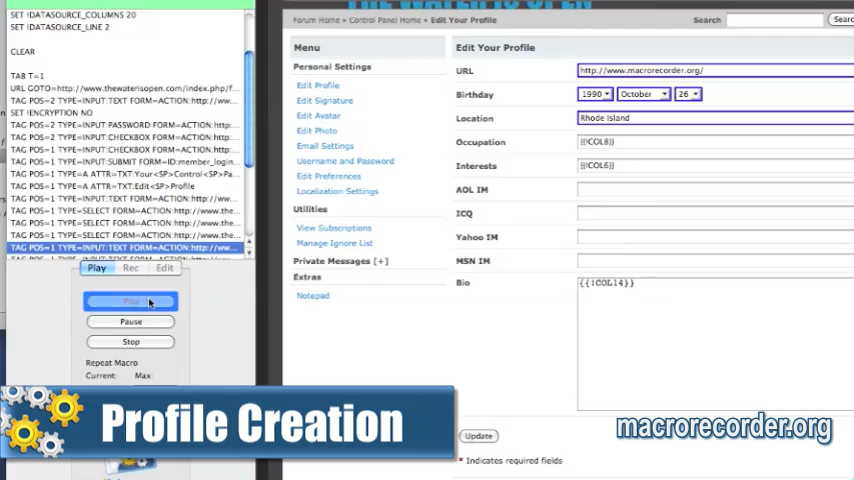 THE WATER IS OPEN
SET !DATASOURCE_COLUMNS 20
SET !DATASOURCE_LINE 2
CLEAR
TAB T=1
URL GOTO=http://www.thewaterisopen.com/index.php/f...
TAG POS=2 TYPE=INPUT:TEXT FORM=ACTION:http://www...
SET !ENCRYPTION NO
TAG POS=2 TYPE=INPUT:PASSWORD FORM=ACTION:http:...
TAG POS=2 TYPE=INPUT:CHECKBOX FORM=ACTION:http:...
TAG POS=1 TYPE=INPUT:CHECKBOX FORM=ACTION:http:...
TAG POS=1 TYPE=INPUT:SUBMIT FORM=ID:member_login...
TAG POS=1 TYPE=A ATTR=TXT:Your<SP>Control<SP>Pa...
TAG POS=1 TYPE=A ATTR=TXT:Edit<SP>Profile
TAG POS=1 TYPE=INPUT:TEXT FORM=ACTION:http://ww...
TAG POS=1 TYPE=SELECT FORM=ACTION:http://www.the...
TAG POS=1 TYPE=SELECT FORM=ACTION:http://www.the...
TAG POS=1 TYPE=SELECT FORM=ACTION:http://www.the...
TAG POS=1 TYPE=INPUT:TEXT FORM=ACTION:http://ww...
Play Rec Edit
Play
Pause
Stop
Repeat Macro
Current: Max:
Forum Home » Control Panel Home » Edit Your Profile
Search
Menu
Personal Settings
Edit Profile
Edit Signature
Edit Avatar
Edit Photo
Email Settings
Username and Password
Edit Preferences
Localization Settings
Utilities
View Subscriptions
Manage Ignore List
Private Messages [+]
Extras
Notepad
Edit Your Profile
URL http://www.macrorecorder.org/
Birthday 1990 October 26
Location Rhode Island
Occupation {{!COL8}}
Interests {{!COL6}}
AOL IM
ICQ
Yahoo IM
MSN IM
Bio {{!COL14}}
Update
* Indicates required fields
Profile Creation
macrorecorder.org